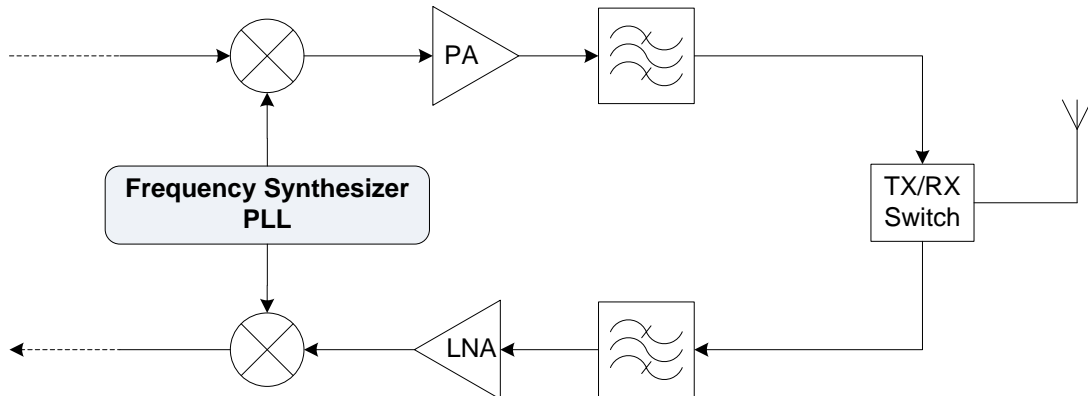 PA
Frequency Synthesizer
PLL
TX/RX
Switch
LNA